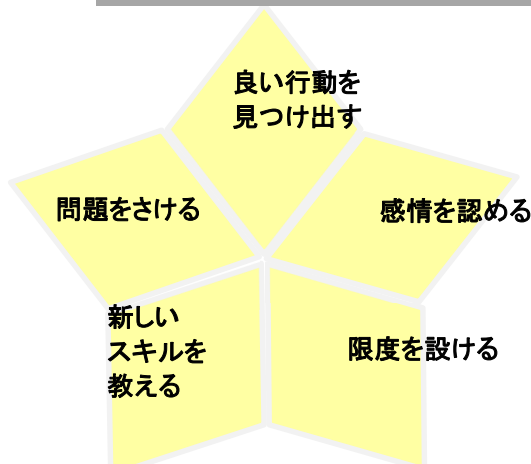 良い行動を
見つけ出す
問題をさける
感情を認める
新しい
スキルを
教える
限度を設ける